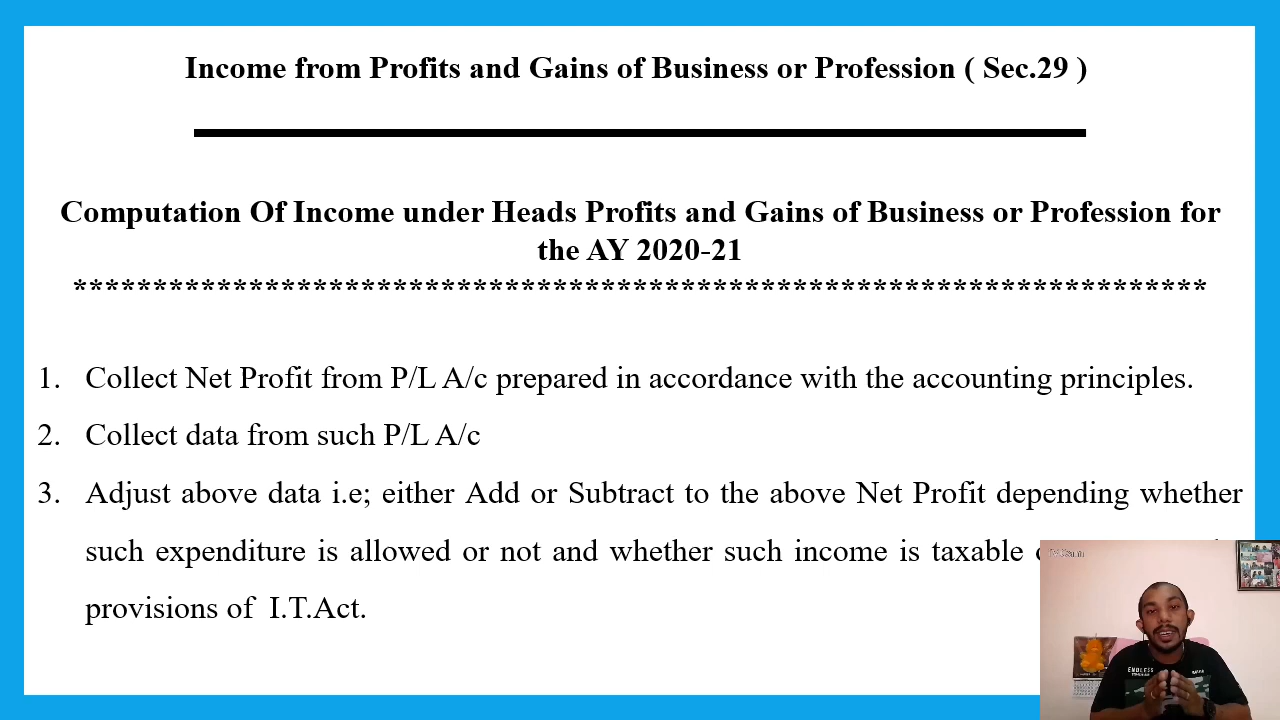 Income from Profits and Gains of Business or Profession ( Sec.29 )
Computation Of Income under Heads Profits and Gains of Business or Profession for
the AY 2020-21
***********************************************************************
1. Collect Net Profit from P/L A/c prepared in accordance with the accounting principles.
2. Collect data from such P/L A/c
3. Adjust above data i.e; either Add or Subtract to the above Net Profit depending whether
such expenditure is allowed or not and whether such income is taxable
provisions of I.T.Act.
ENDLESS